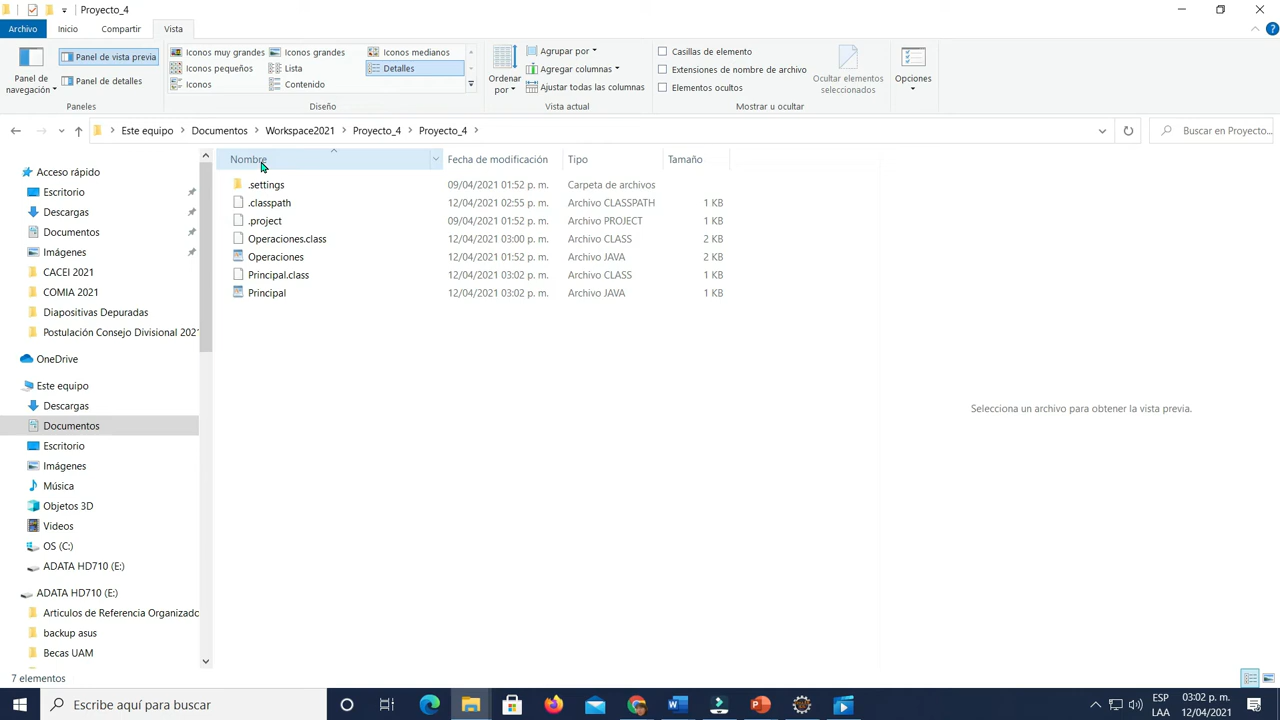 Proyecto_4
Archivo Inicio Compartir Vista
Panel de navegación
Panel de vista previa
Panel de detalles
Paneles
Iconos muy grandes Iconos grandes Iconos medianos
Iconos pequeños Lista Detalles
Iconos Contenido
Diseño
Ordenar por
Agrupar por
Agregar columnas
Ajustar todas las columnas
Vista actual
Casillas de elemento
Extensiones de nombre de archivo
Elementos ocultos
Ocultar elementos seleccionados
Mostrar u ocultar
Opciones
Este equipo Documentos Workspace2021 Proyecto_4 Proyecto_4
Buscar en Proyecto...
Nombre Fecha de modificación Tipo Tamaño
.settings 09/04/2021 01:52 p. m. Carpeta de archivos
.classpath 12/04/2021 02:55 p. m. Archivo CLASSPATH 1 KB
.project 09/04/2021 01:52 p. m. Archivo PROJECT 1 KB
Operaciones.class 12/04/2021 03:00 p. m. Archivo CLASS 2 KB
Operaciones 12/04/2021 01:52 p. m. Archivo JAVA 2 KB
Principal.class 12/04/2021 03:02 p. m. Archivo CLASS 1 KB
Principal 12/04/2021 03:02 p. m. Archivo JAVA 1 KB
Acceso rápido
Escritorio
Descargas
Documentos
Imágenes
CACEI 2021
COMIA 2021
Diapositivas Depuradas
Postulación Consejo Divisional 2021
OneDrive
Este equipo
Descargas
Documentos
Escritorio
Imágenes
Música
Objetos 3D
Videos
OS (C:)
ADATA HD710 (E:)
ADATA HD710 (E:)
Articulos de Referencia Organizado
backup asus
Becas UAM
Selecciona un archivo para obtener la vista previa.
7 elementos
Escribe aquí para buscar
ESP
LAA
03:02 p. m.
12/04/2021